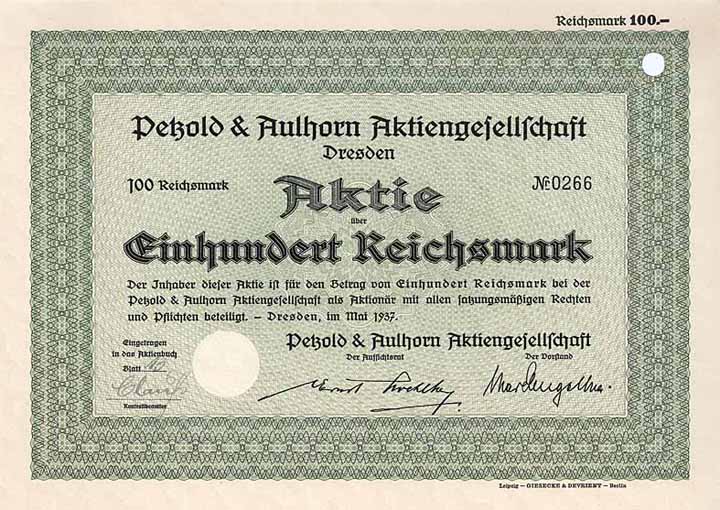 Reichsmark 100.—
Petzold & Aulhorn Aktiengesellschaft
Dresden
100 Reichsmark
Aktie
№ 0266
über
Einhundert Reichsmark
Der Inhaber dieser Aktie ist für den Betrag von Einhundert Reichsmark bei der
Petzold & Aulhorn Aktiengesellschaft als Aktionär mit allen satzungsmäßigen Rechten
und Pflichten beteiligt. – Dresden, im Mai 1937.
Eingetragen
in das Aktienbuch
Blatt
Kontrollbeamter
Petzold & Aulhorn Aktiengesellschaft
Der Aufsichtsrat
Der Vorstand
Leipzig — GIESECKE & DEVRIENT — Berlin